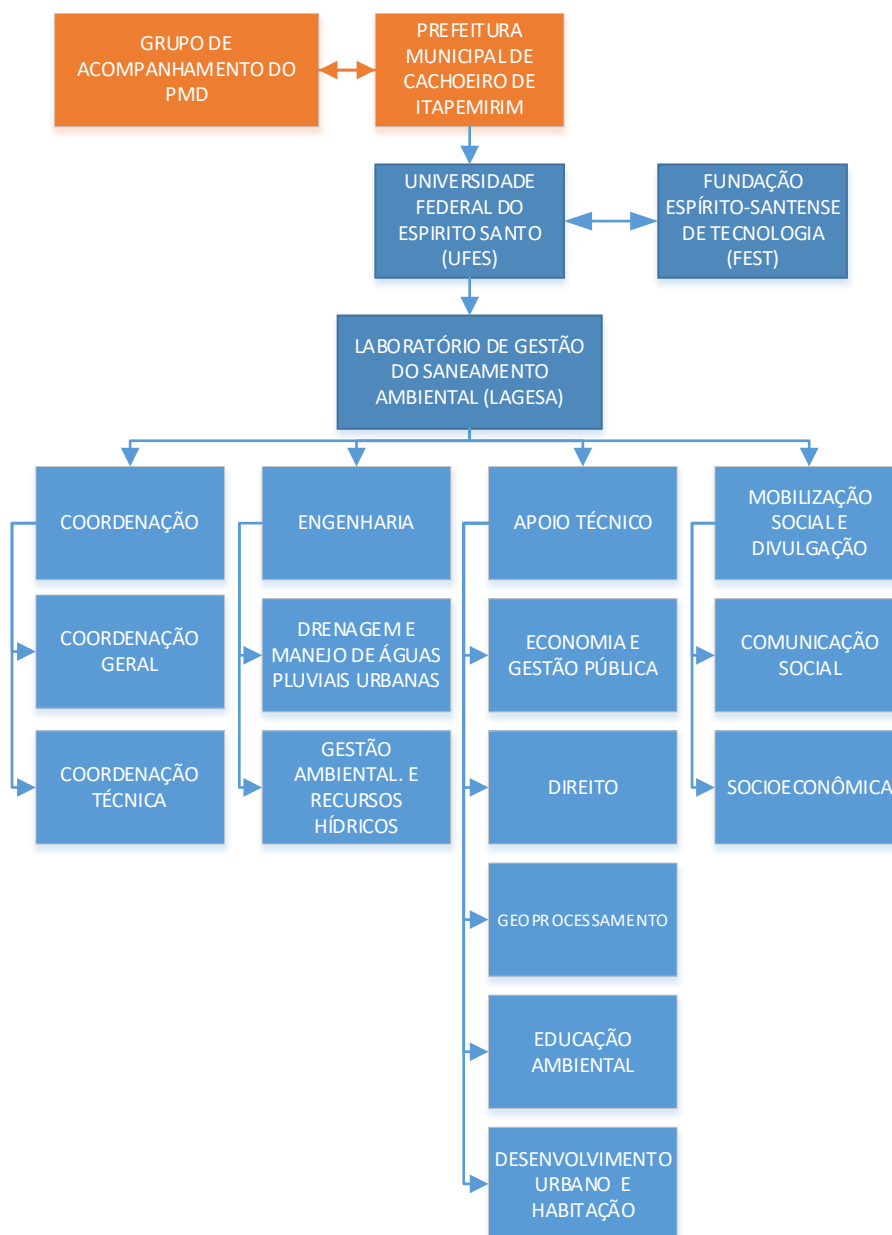 GRUPO DE
ACOMPANHAMENTO DO
PMD
PREFEITURA
MUNICIPAL DE
CACHOEIRO DE
ITAPEMIRIM
UNIVERSIDADE
FEDERAL DO
ESPIRITO SANTO
(UFES)
FUNDAÇÃO
ESPÍRITO-SANTENSE
DE TECNOLOGIA
(FEST)
LABORATÓRIO DE GESTÃO
DO SANEAMENTO
AMBIENTAL (LAGESA)
COORDENAÇÃO
ENGENHARIA
APOIO TÉCNICO
MOBILIZAÇÃO
SOCIAL E
DIVULGAÇÃO
COORDENAÇÃO
GERAL
DRENAGEM E
MANEJO DE ÁGUAS
PLUVIAIS URBANAS
ECONOMIA E
GESTÃO PÚBLICA
COMUNICAÇÃO
SOCIAL
COORDENAÇÃO
TÉCNICA
GESTÃO
AMBIENTAL. E
RECURSOS
HÍDRICOS
DIREITO
SOCIOECONÔMICA
GEOPROCESSAMENTO
EDUCAÇÃO
AMBIENTAL
DESENVOLVIMENTO
URBANO E
HABITAÇÃO